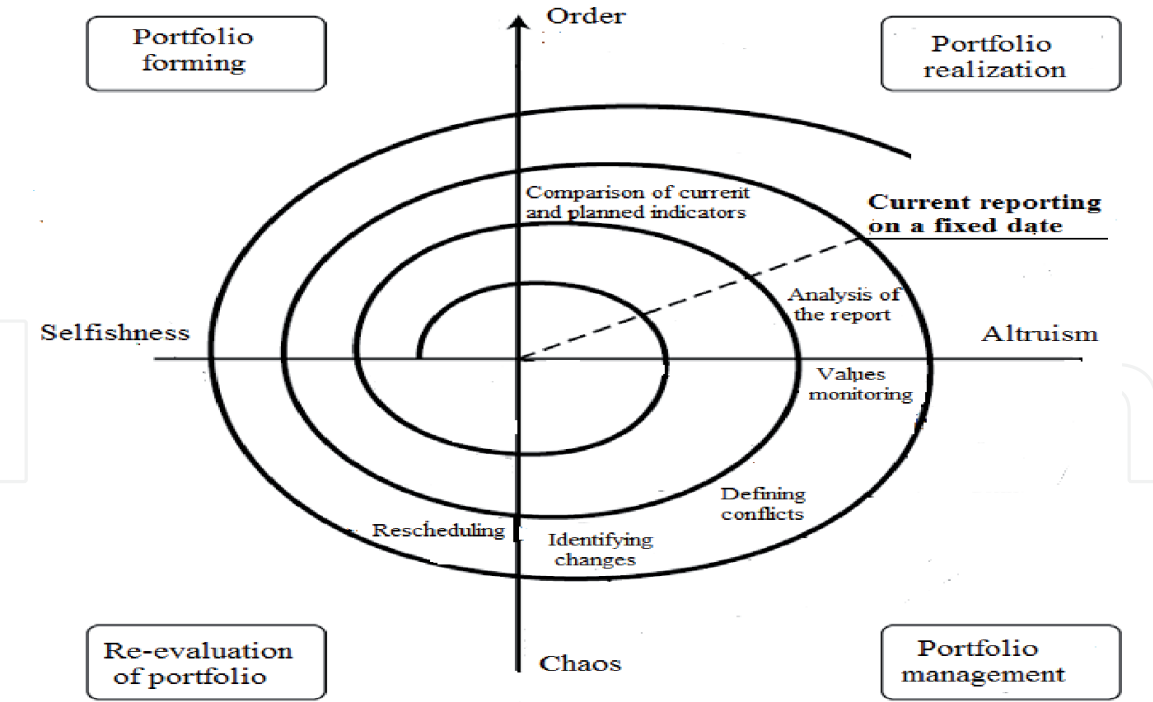 Order
Portfolio
forming
Portfolio
realization
Comparison of current
and planned indicators
Current reporting
on a fixed date
Analysis of
the report
Selfishness
Altruism
Values
monitoring
Defining
conflicts
Rescheduling
Identifying
changes
Re-evaluation
of portfolio
Chaos
Portfolio
management